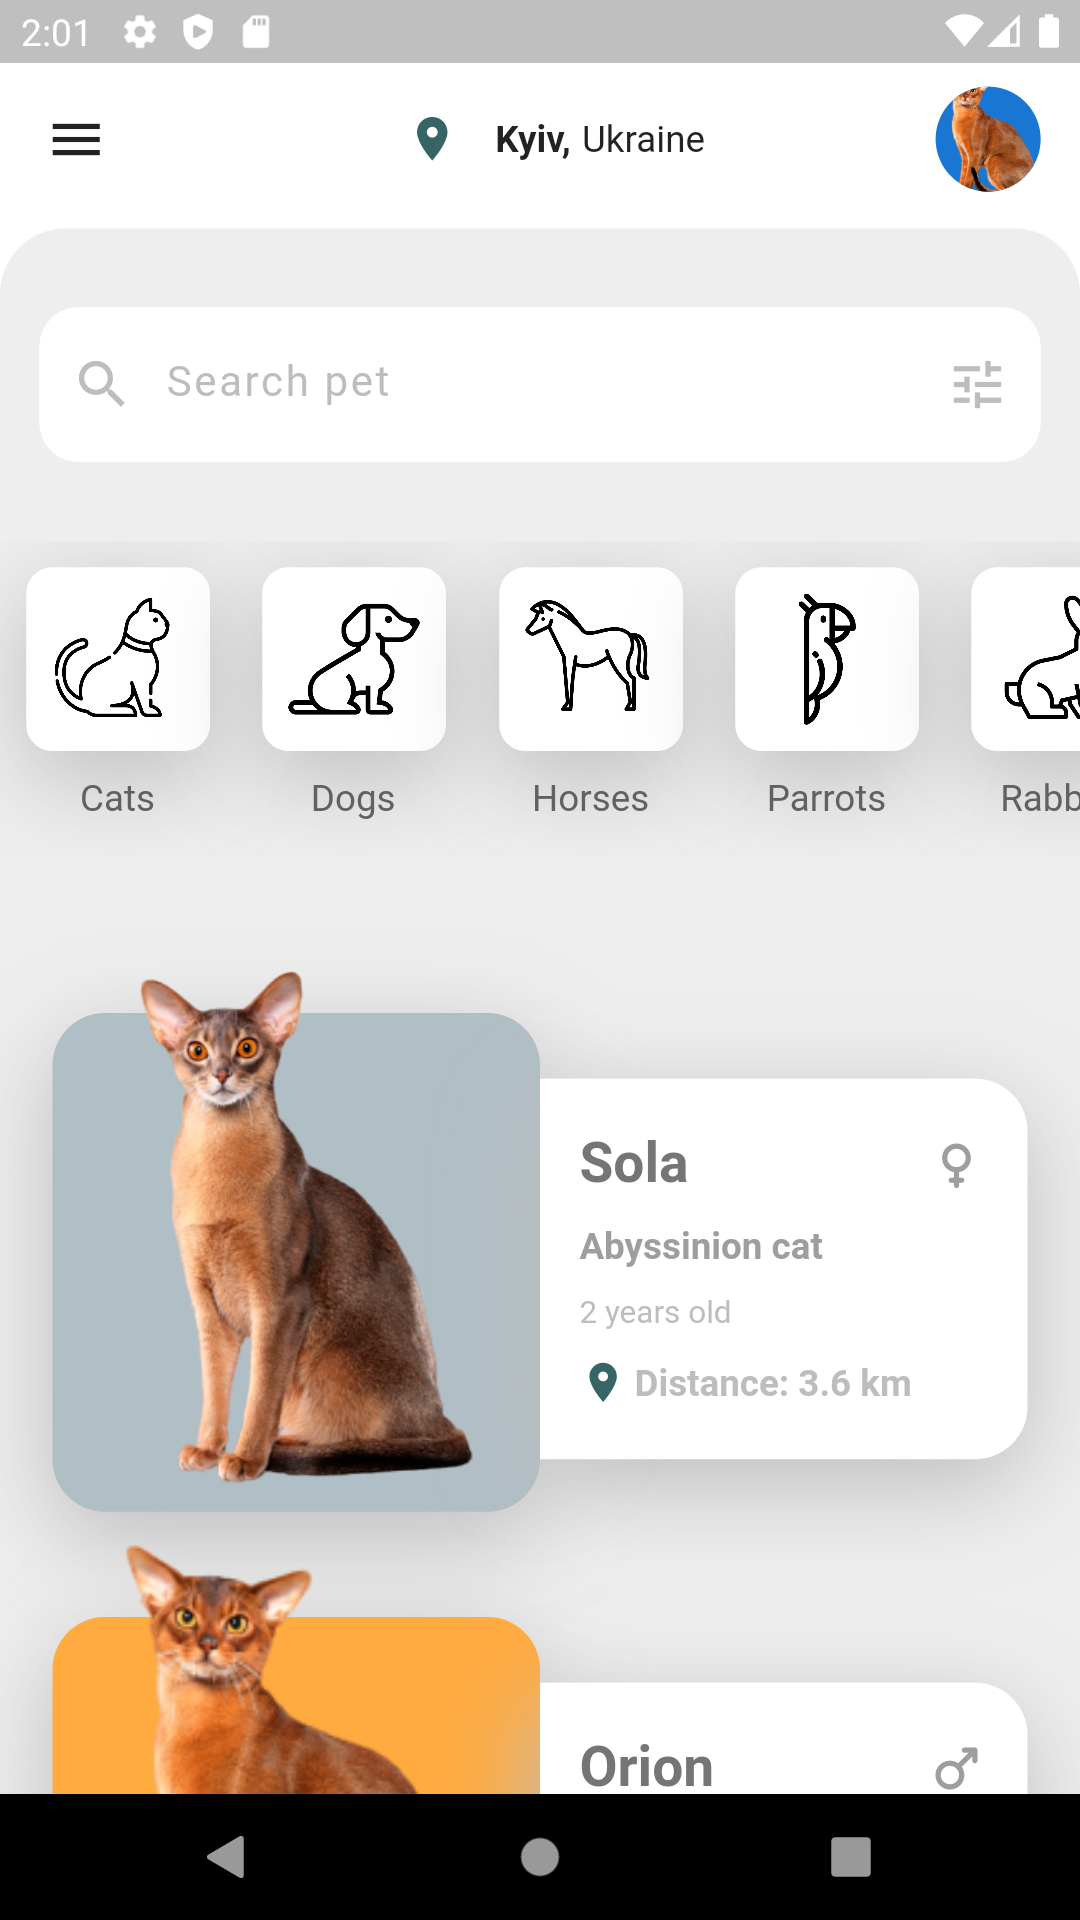 2:01
Kyiv, Ukraine
Search pet
Cats
Dogs
Horses
Parrots
Rabb
Sola
Abyssinion cat
2 years old
Distance: 3.6 km
Orion